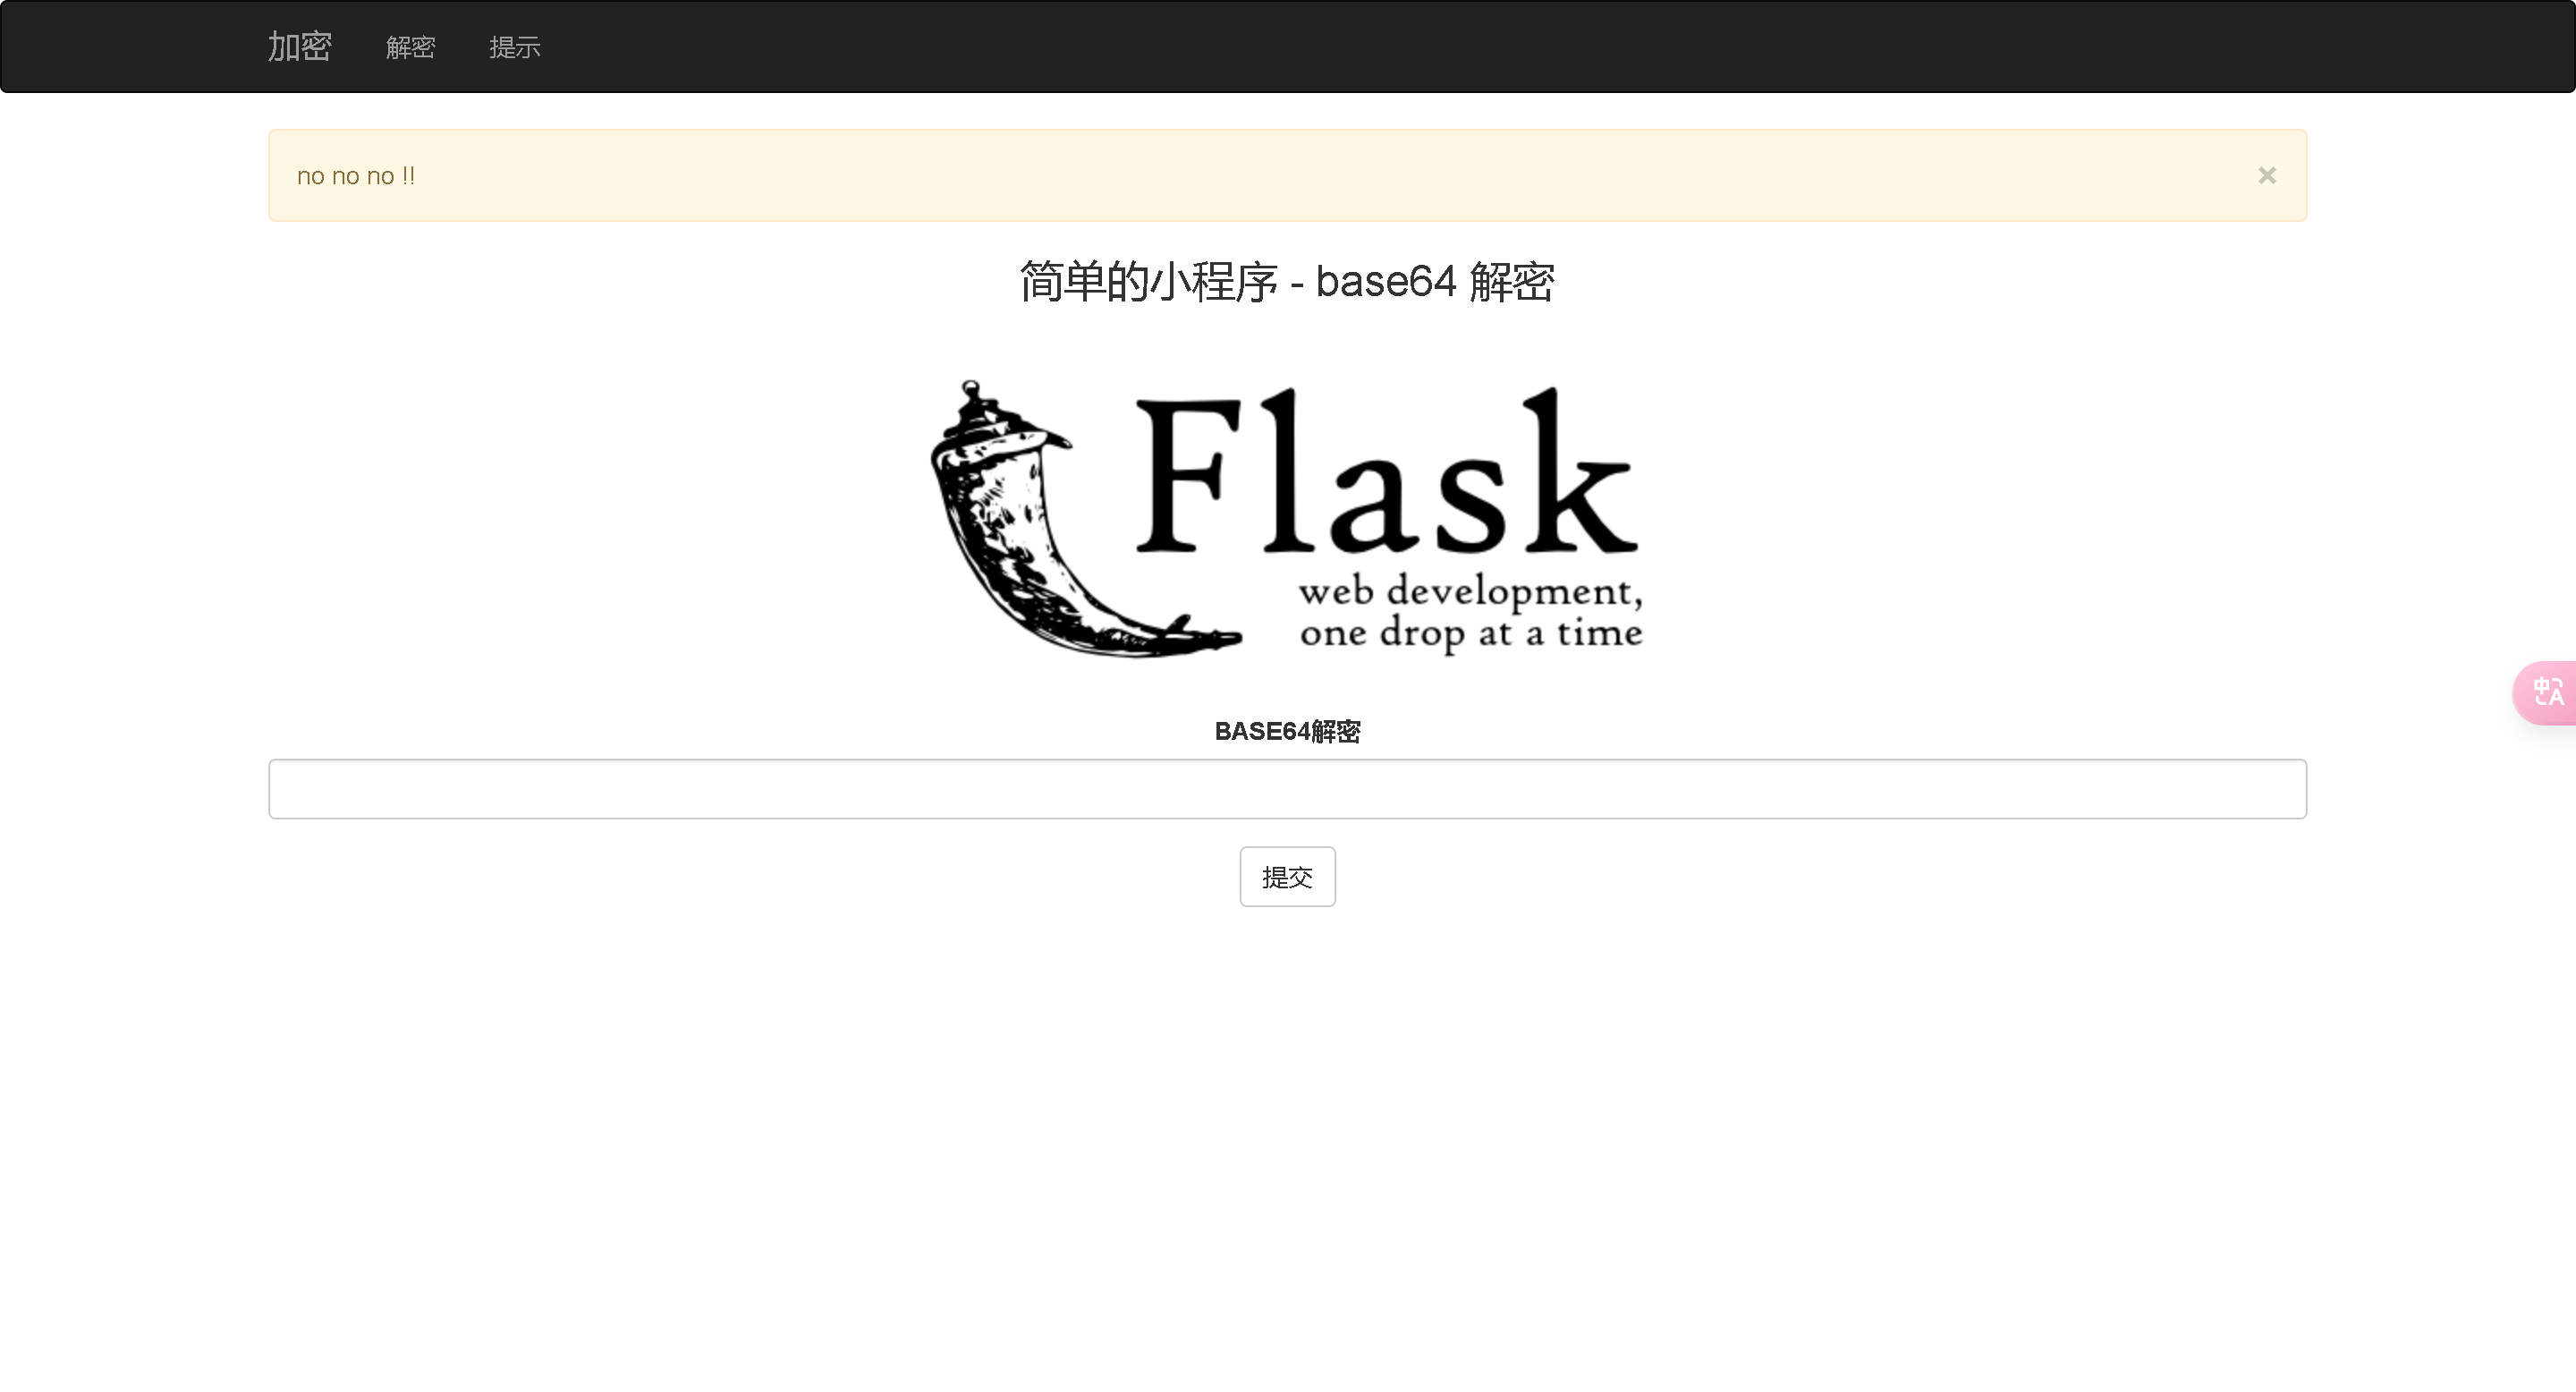 加密 解密 提示
no no no !! ×
简单的小程序 - base64 解密
Flask
web development,
one drop at a time
BASE64解密
提交